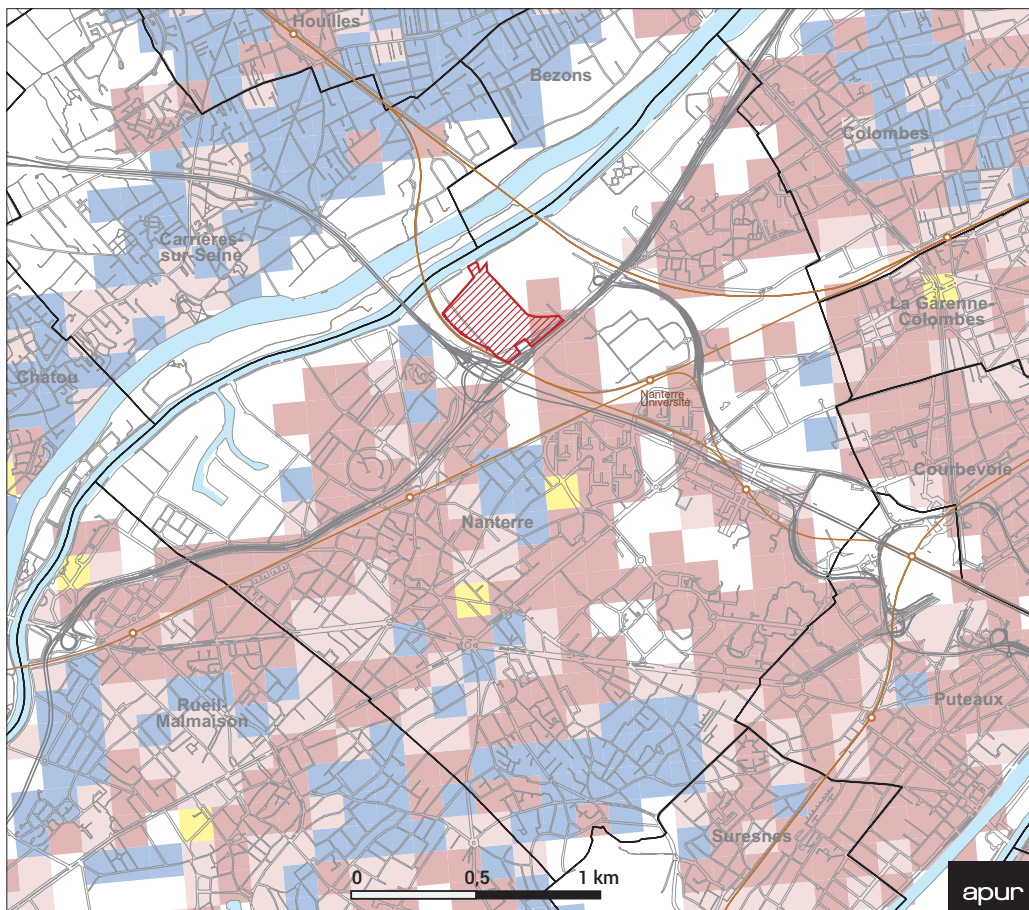 Houilles
Bezons
Colombes
Carrières-
sur-Seine
La Garenne-
Colombes
Chatou
Nanterre
Université
Courbevoie
Nanterre
Rueil-
Malmaison
Puteaux
Suresnes
0 0,5 1 km
apur